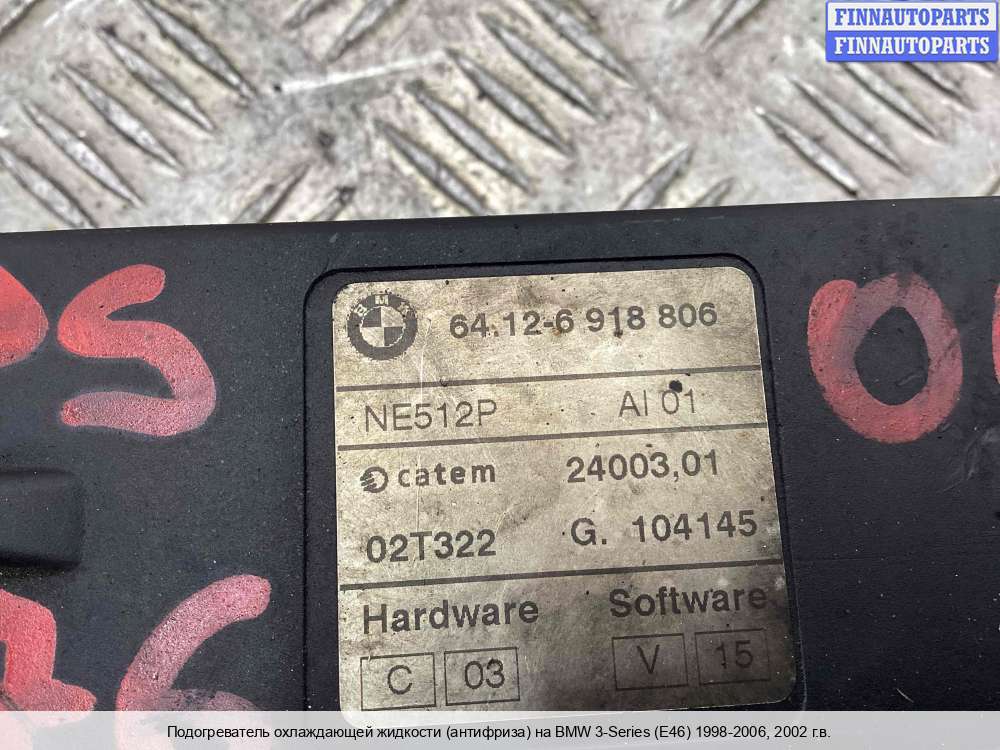 FINNAUTOPARTS
FINNAUTOPARTS
BMW
64.12-6 918 806
NE512P AI 01
catem 24003,01
02T322 G. 104145
Hardware Software
C 03 V 15
Подогреватель охлаждающей жидкости (антифриза) на BMW 3-Series (E46) 1998-2006, 2002 г.в.